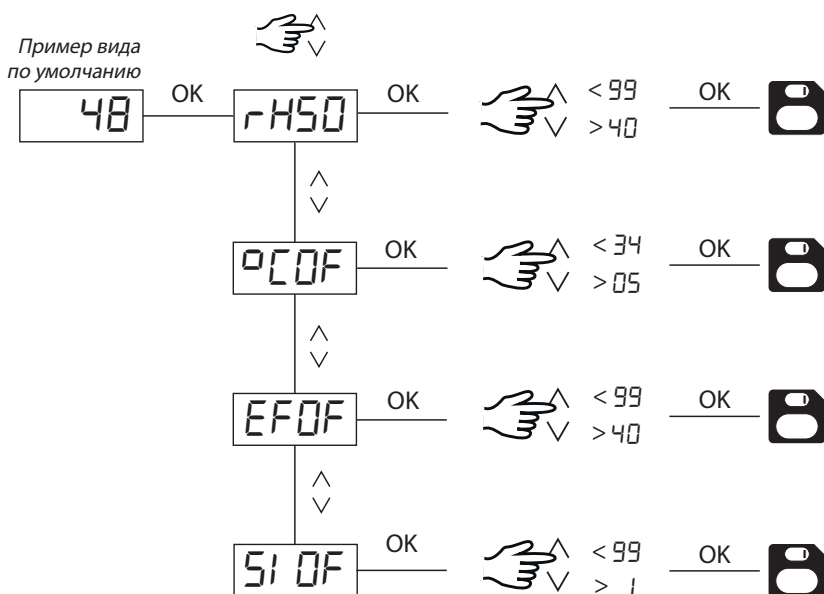 Пример вида
по умолчанию
48 OK rHS0 OK < 99 OK
> 40
°C0F OK < 34 OK
> 05
EF0F OK < 99 OK
> 40
S1 0F OK < 99 OK
> 1